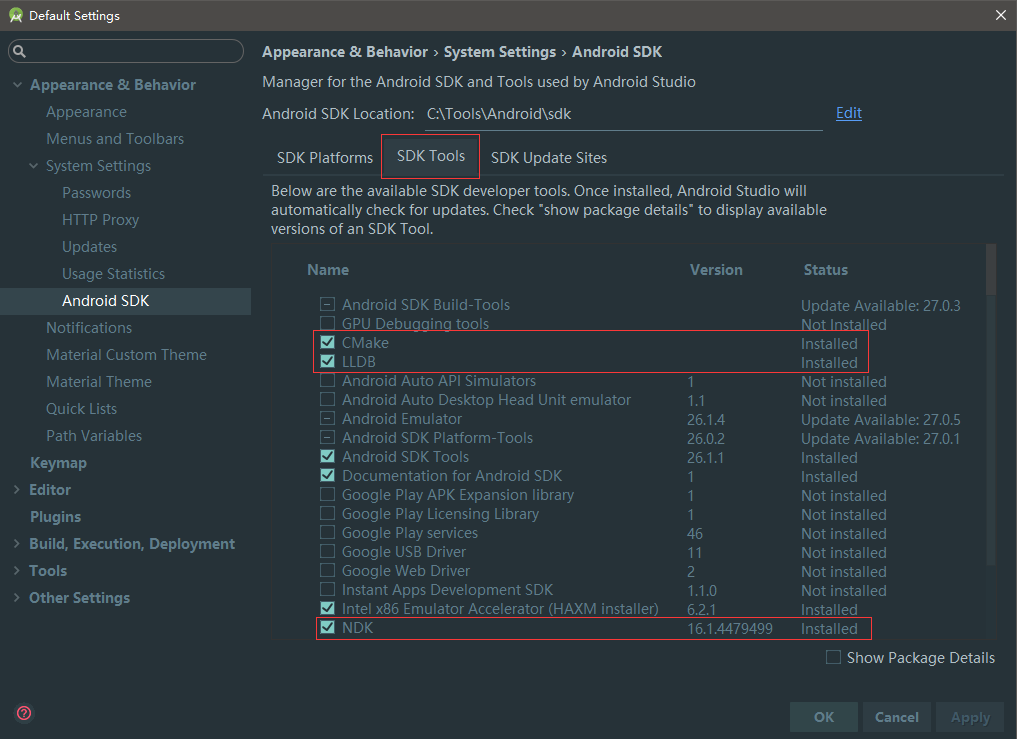 Default Settings
Appearance & Behavior
Appearance
Menus and Toolbars
System Settings
Passwords
HTTP Proxy
Updates
Usage Statistics
Android SDK
Notifications
Material Custom Theme
Material Theme
Quick Lists
Path Variables
Keymap
Editor
Plugins
Build, Execution, Deployment
Tools
Other Settings
Appearance & Behavior › System Settings › Android SDK
Manager for the Android SDK and Tools used by Android Studio
Android SDK Location: C:\Tools\Android\sdk Edit
SDK Platforms SDK Tools SDK Update Sites
Below are the available SDK developer tools. Once installed, Android Studio will
automatically check for updates. Check "show package details" to display available
versions of an SDK Tool.
Name Version Status
Android SDK Build-Tools Update Available: 27.0.3
GPU Debugging tools Not Installed
CMake Installed
LLDB Installed
Android Auto API Simulators 1 Not installed
Android Auto Desktop Head Unit emulator 1.1 Not installed
Android Emulator 26.1.4 Update Available: 27.0.5
Android SDK Platform-Tools 26.0.2 Update Available: 27.0.1
Android SDK Tools 26.1.1 Installed
Documentation for Android SDK 1 Installed
Google Play APK Expansion library 1 Not installed
Google Play Licensing Library 1 Not installed
Google Play services 46 Not installed
Google USB Driver 11 Not installed
Google Web Driver 2 Not installed
Instant Apps Development SDK 1.1.0 Not installed
Intel x86 Emulator Accelerator (HAXM installer) 6.2.1 Installed
NDK 16.1.4479499 Installed
Show Package Details
?
OK Cancel Apply